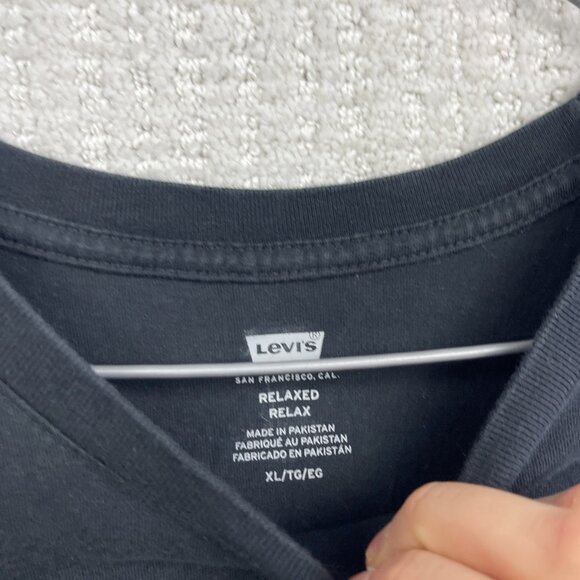 Levi's®
SAN FRANCISCO, CAL.
RELAXED
RELAX
MADE IN PAKISTAN
FABRIQUÉ AU PAKISTAN
FABRICADO EN PAKISTÁN
XL/TG/EG